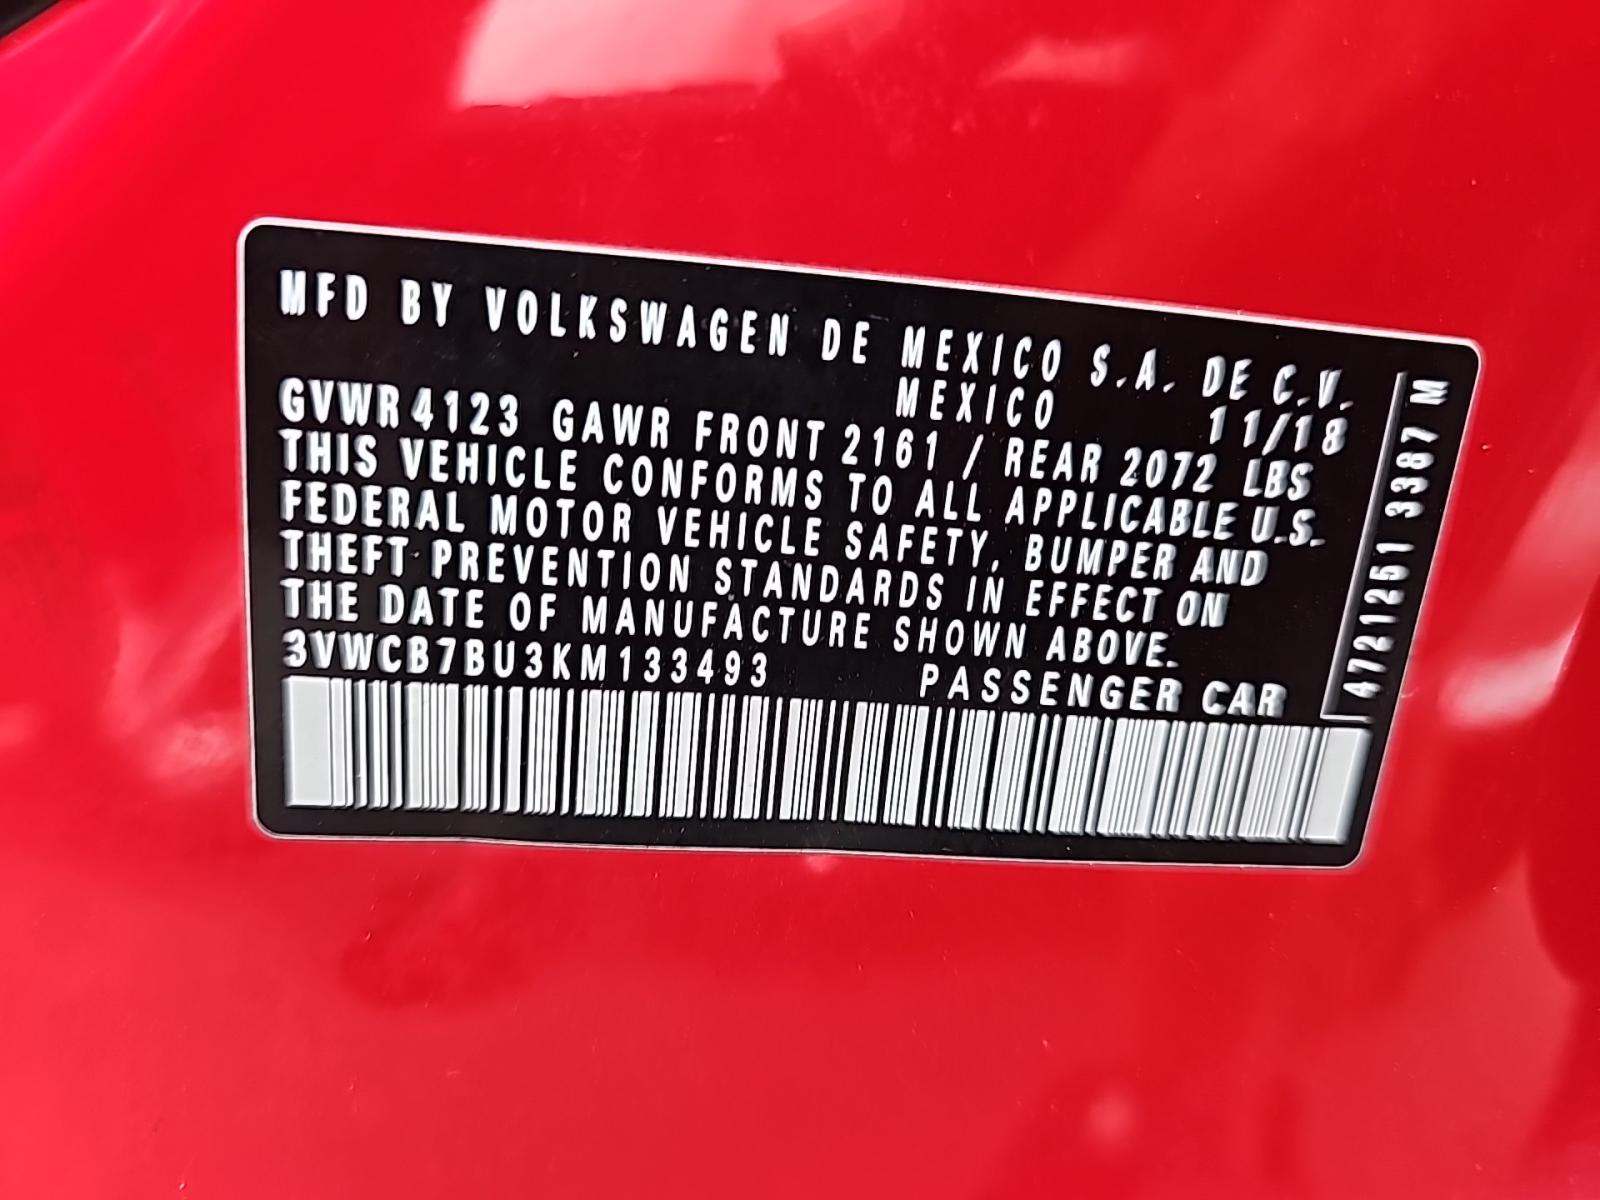 MFD BY VOLKSWAGEN DE MEXICO S.A. DE C.V.
MEXICO 11/18
GVWR 4123 GAWR FRONT 2161 / REAR 2072 LBS
THIS VEHICLE CONFORMS TO ALL APPLICABLE U.S.
FEDERAL MOTOR VEHICLE SAFETY, BUMPER AND
THEFT PREVENTION STANDARDS IN EFFECT ON
THE DATE OF MANUFACTURE SHOWN ABOVE.
3VWCB7BU3KM133493 PASSENGER CAR
4721251 3387 M